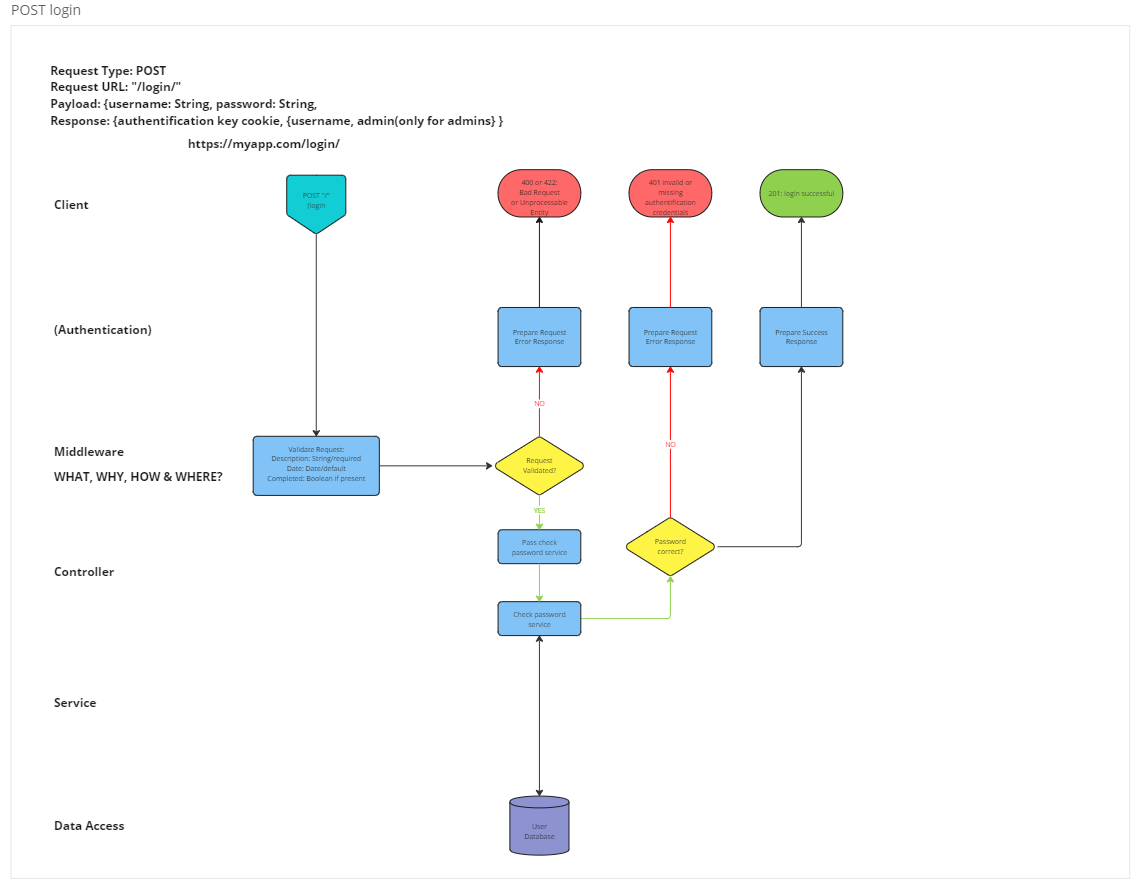 POST login
Request Type: POST
Request URL: "/login/"
Payload: {username: String, password: String,
Response: {authentification key cookie, {username, admin(only for admins} }
https://myapp.com/login/
Client
POST "/"
/login
400 or 422:
Bad Request
or Unprocessable
Entity
401 invalid or
missing
authentification
credentials
201: login successful
(Authentication)
Prepare Request
Error Response
Prepare Request
Error Response
Prepare Success
Response
NO
NO
Middleware
WHAT, WHY, HOW & WHERE?
Validate Request:
Description: String/required
Date: Date/default
Completed: Boolean if present
Request
Validated?
YES
Pass check
password service
Password
correct?
Controller
Check password
service
Service
Data Access
User
Database